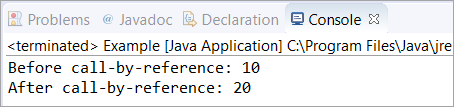 Problems @ Javadoc Declaration Console
<terminated> Example [Java Application] C:\Program Files\Java\jre
Before call-by-reference: 10
After call-by-reference: 20